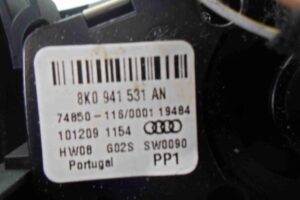 8K0 941 531 AN
74850-116/0001 19484
101209 1154
HW08 G02S SW0090
Portugal PP1